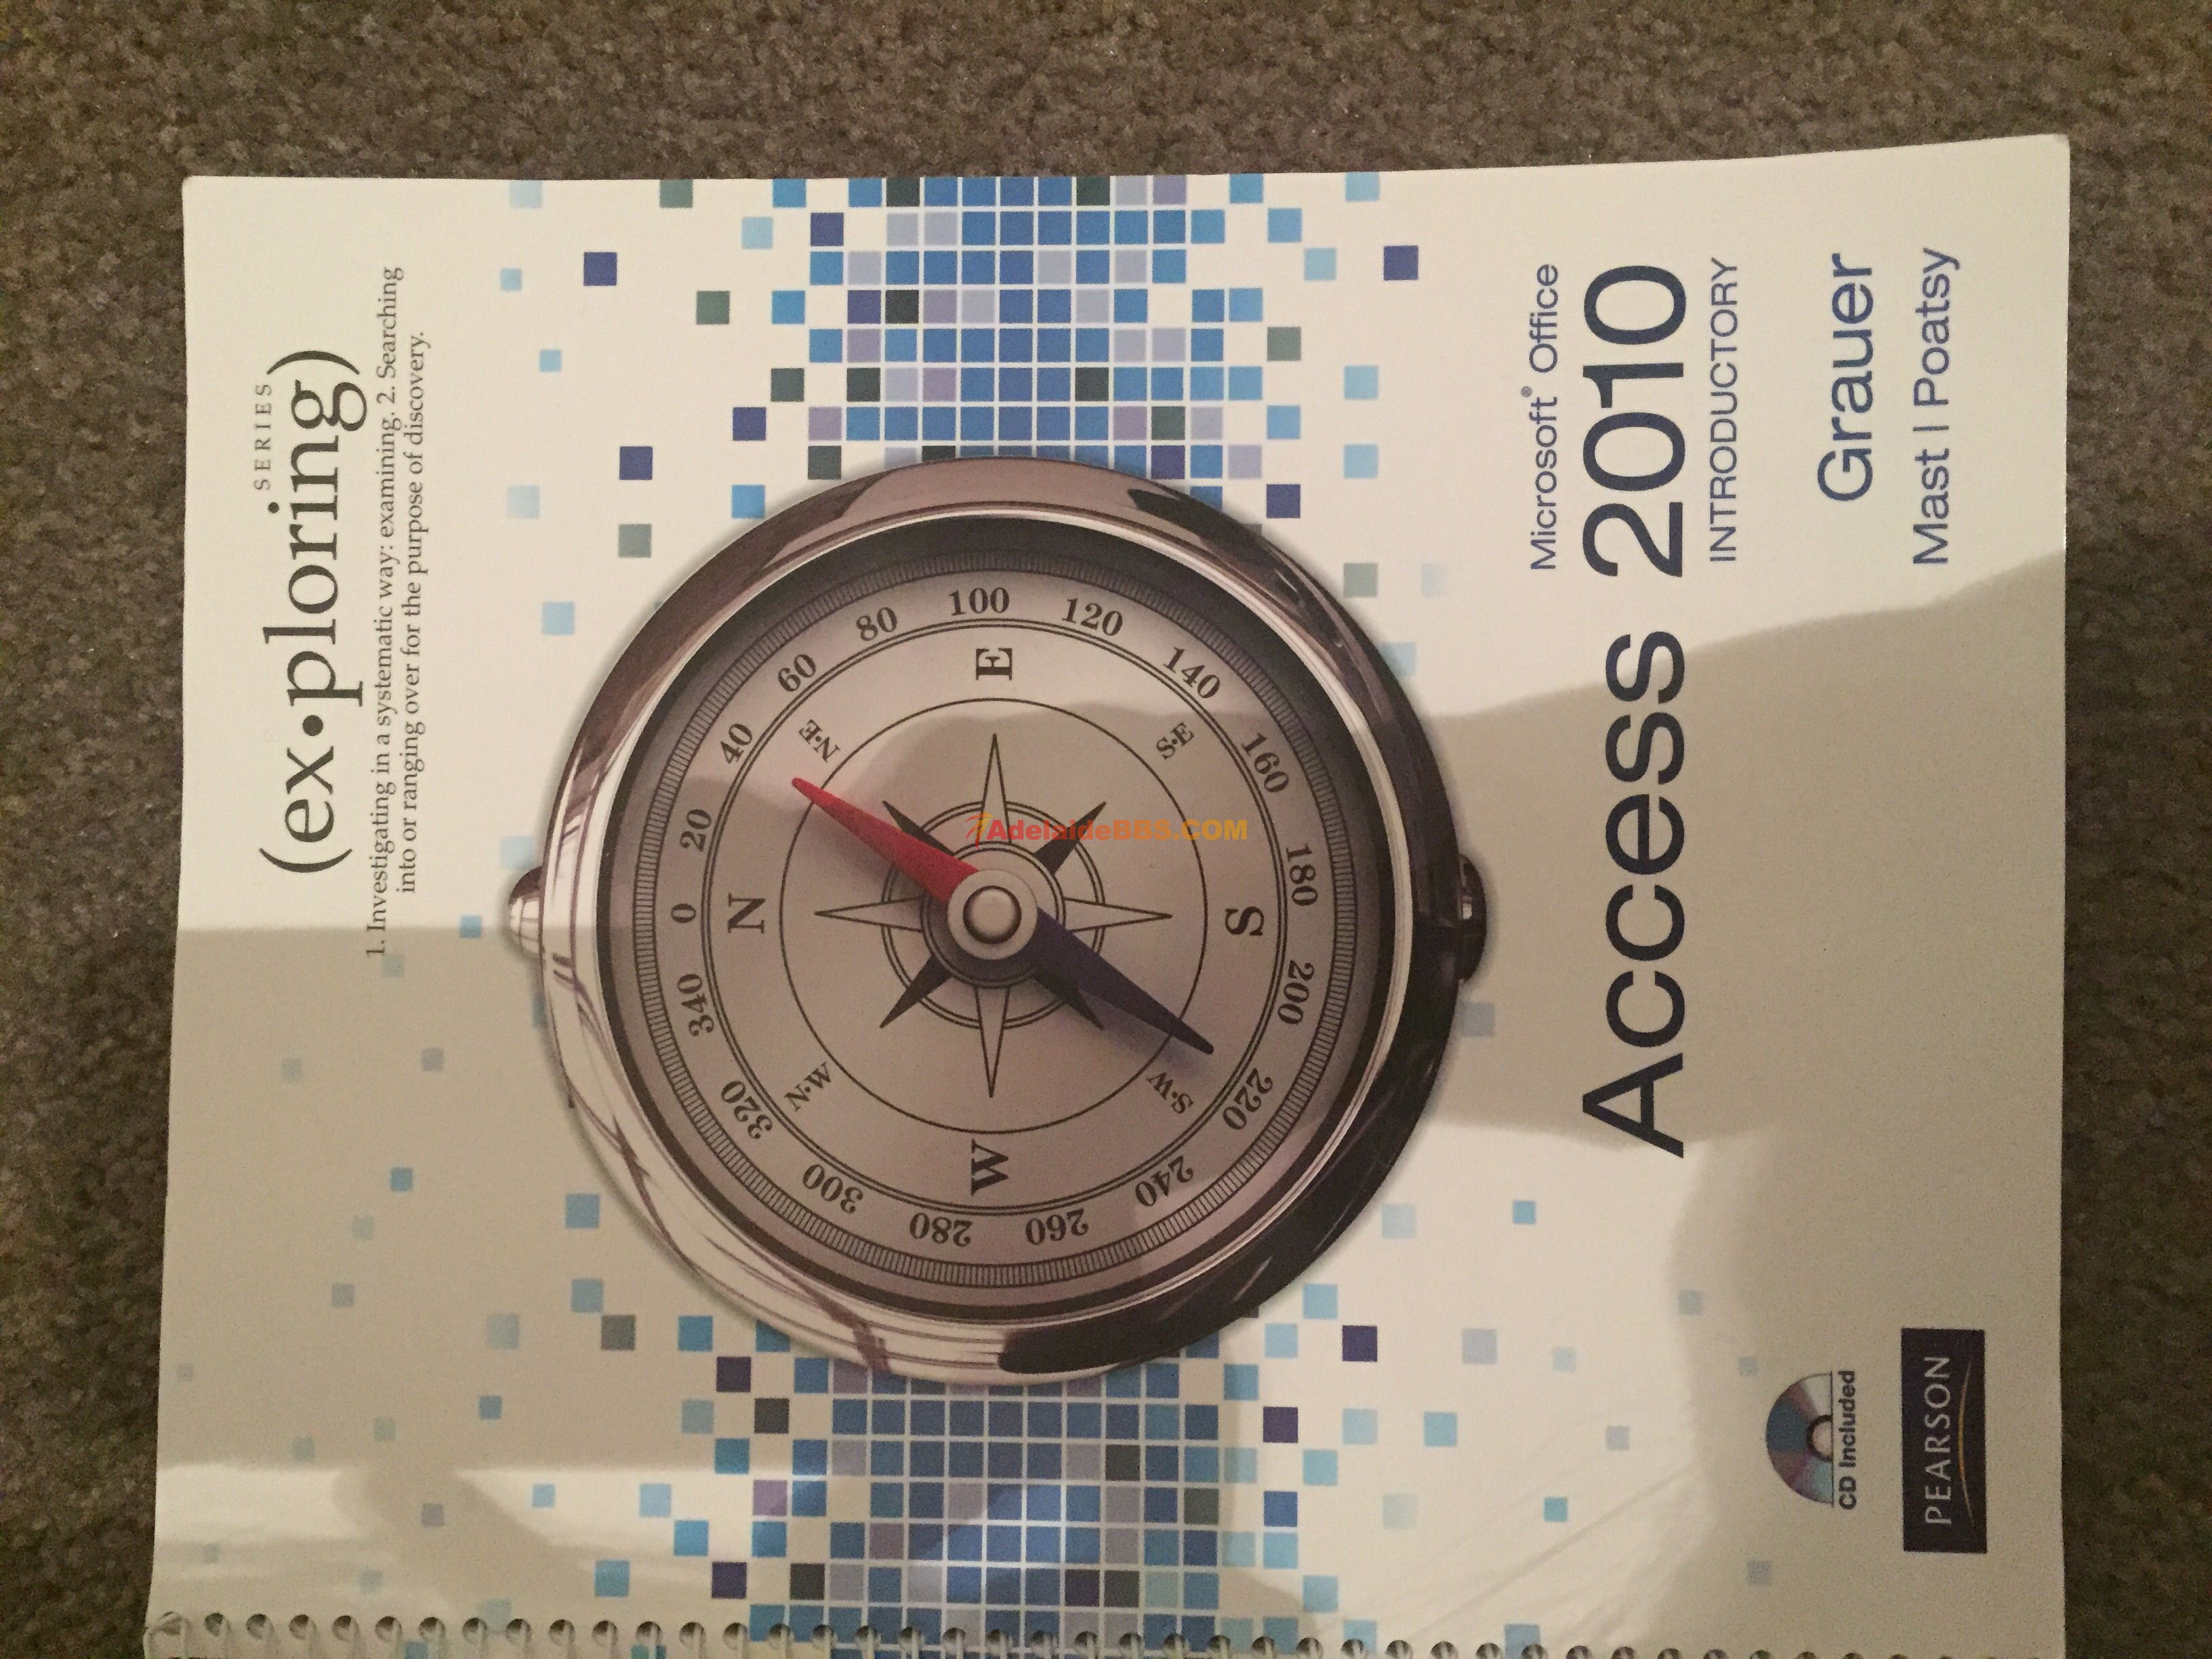 SERIES
(ex•ploring)
1. Investigating in a systematic way: examining. 2. Searching
into or ranging over for the purpose of discovery.
0
20
40
60
80
100
120
140
160
180
200
220
240
260
280
300
320
340
N
N·E
E
S·E
S
S·W
W
N·W
AdelaideBBS.COM
Microsoft® Office
Access 2010
INTRODUCTORY
Grauer
Mast | Poatsy
CD Included
PEARSON